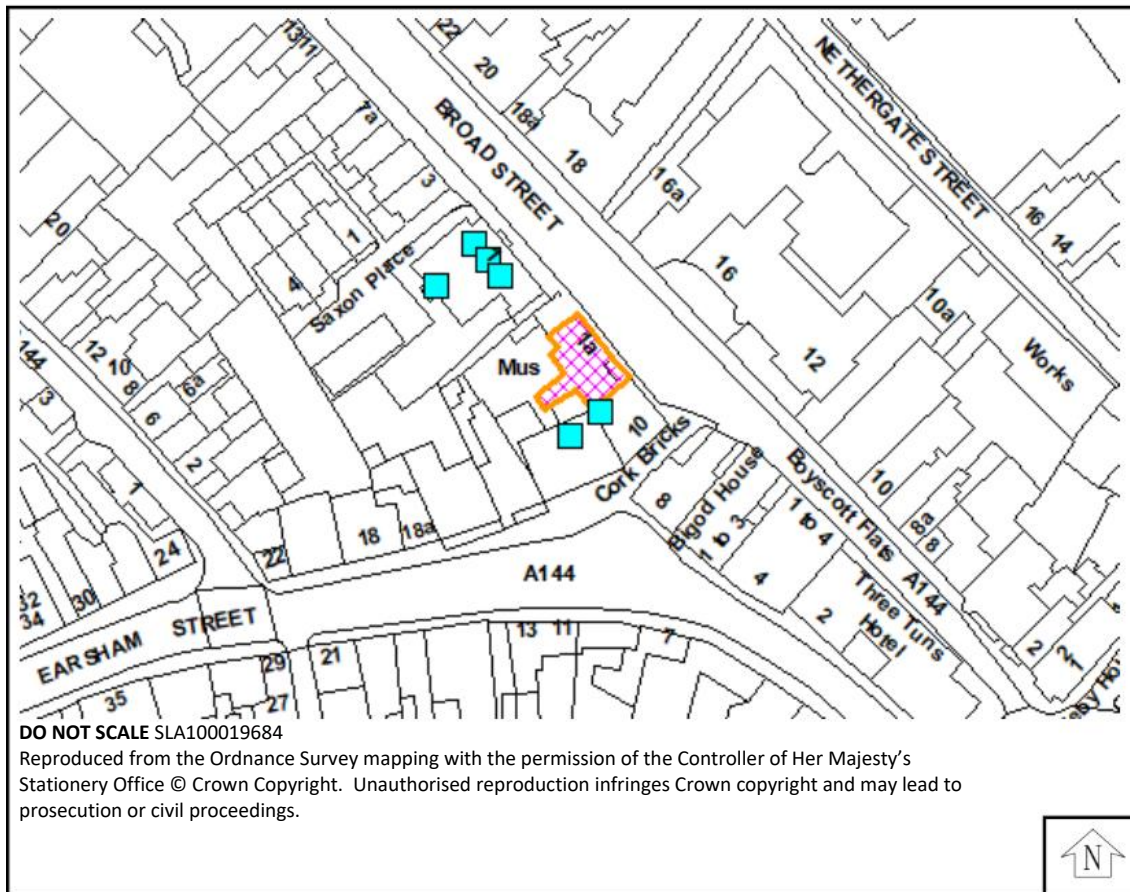 1311
22
20
18a
18
7a
3
BROAD STREET
NETHERGATE STREET
16
14
16a
16
12
10a
Works
20
1
4
Saxon Place
1a
Mus
144
3
12
10
8
6a
6
2
1
10
Cork Bricks
8
Bigod House
1 to 3
4
Boyscott Flats
1 to 4
10
8a
8
A144
Three Tuns
Hotel
2
2
21
24
22
18
18a
A144
30
32
34
EARSHAM STREET
35
29
27
21
13
11
7
DO NOT SCALE SLA100019684
Reproduced from the Ordnance Survey mapping with the permission of the Controller of Her Majesty's
Stationery Office © Crown Copyright. Unauthorised reproduction infringes Crown copyright and may lead to
prosecution or civil proceedings.
N